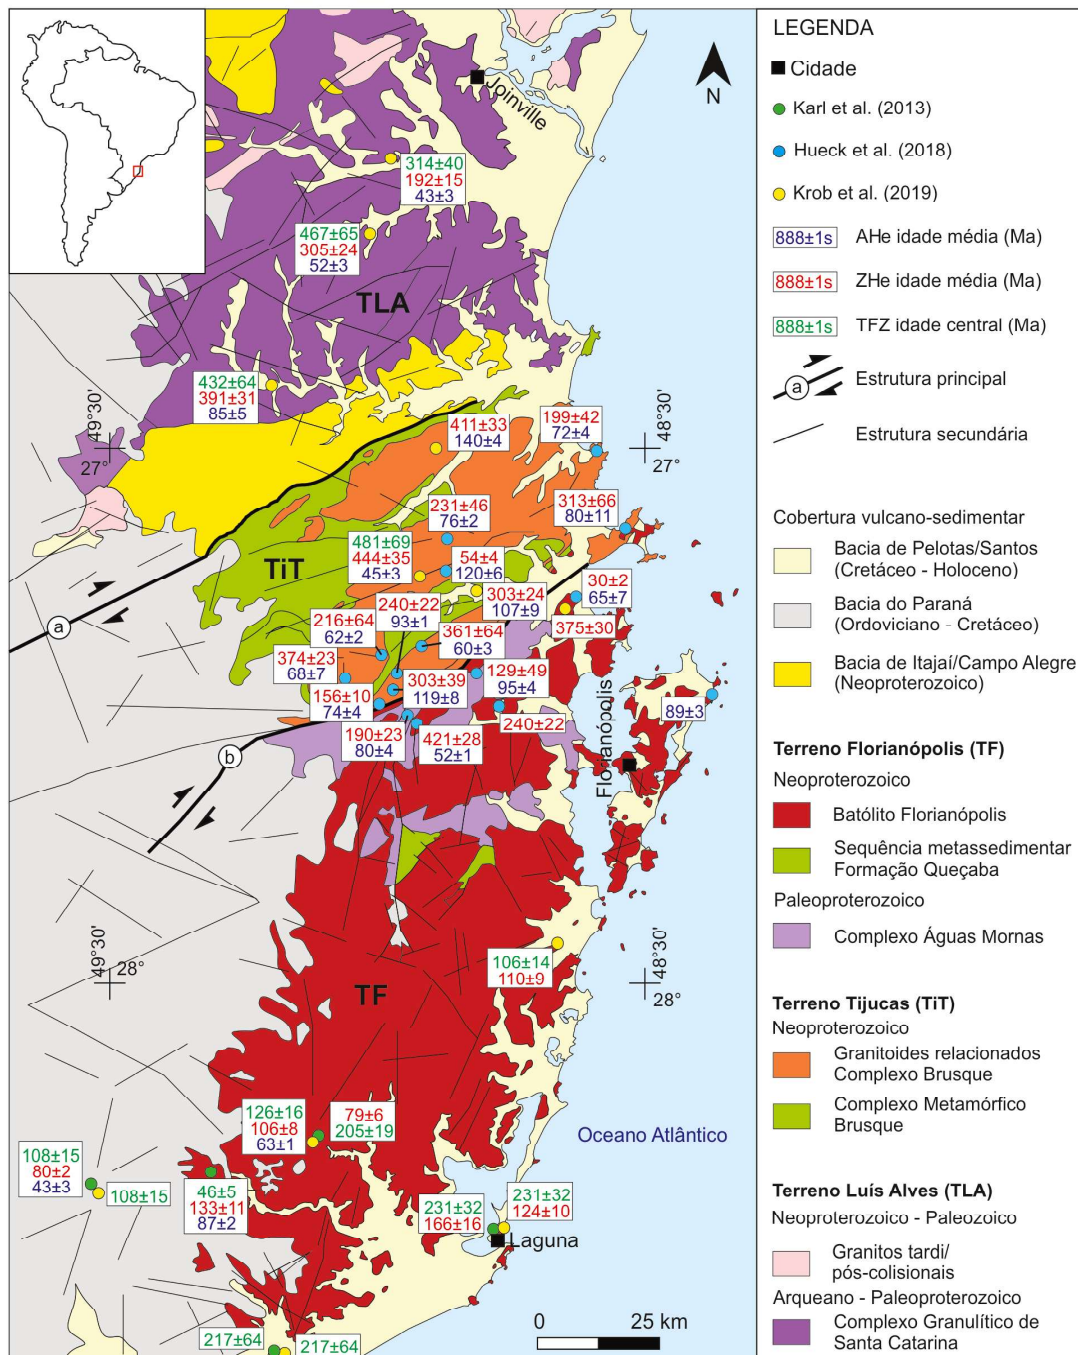 N
Joinville
314±40
192±15
43±3
467±65
305±24
52±3
TLA
432±64
391±31
85±5
49°30'
27°
411±33
140±4
199±42
72±4
48°30'
27°
231±46
76±2
313±66
80±11
481±69
444±35
45±3
54±4
120±6
TiT
30±2
65±7
303±24
107±9
240±22
93±1
375±30
216±64
62±2
361±64
60±3
374±23
68±7
303±39
119±8
129±49
95±4
156±10
74±4
89±3
190±23
80±4
421±28
52±1
240±22
a
b
Florianópolis
49°30'
28°
48°30'
28°
106±14
110±9
TF
126±16
106±8
63±1
79±6
205±19
Oceano Atlântico
108±15
80±2
43±3
108±15
46±5
133±11
87±2
231±32
166±16
231±32
124±10
Laguna
217±64
217±64
0 25 km
LEGENDA
Cidade
Karl et al. (2013)
Hueck et al. (2018)
Krob et al. (2019)
888±1s AHe idade média (Ma)
888±1s ZHe idade média (Ma)
888±1s TFZ idade central (Ma)
a Estrutura principal
Estrutura secundária
Cobertura vulcano-sedimentar
Bacia de Pelotas/Santos
(Cretáceo - Holoceno)
Bacia do Paraná
(Ordoviciano - Cretáceo)
Bacia de Itajaí/Campo Alegre
(Neoproterozoico)
Terreno Florianópolis (TF)
Neoproterozoico
Batólito Florianópolis
Sequência metassedimentar
Formação Queçaba
Paleoproterozoico
Complexo Águas Mornas
Terreno Tijucas (TiT)
Neoproterozoico
Granitoides relacionados
Complexo Brusque
Complexo Metamórfico
Brusque
Terreno Luís Alves (TLA)
Neoproterozoico - Paleozoico
Granitos tardi/
pós-colisionais
Arqueano - Paleoproterozoico
Complexo Granulítico de
Santa Catarina